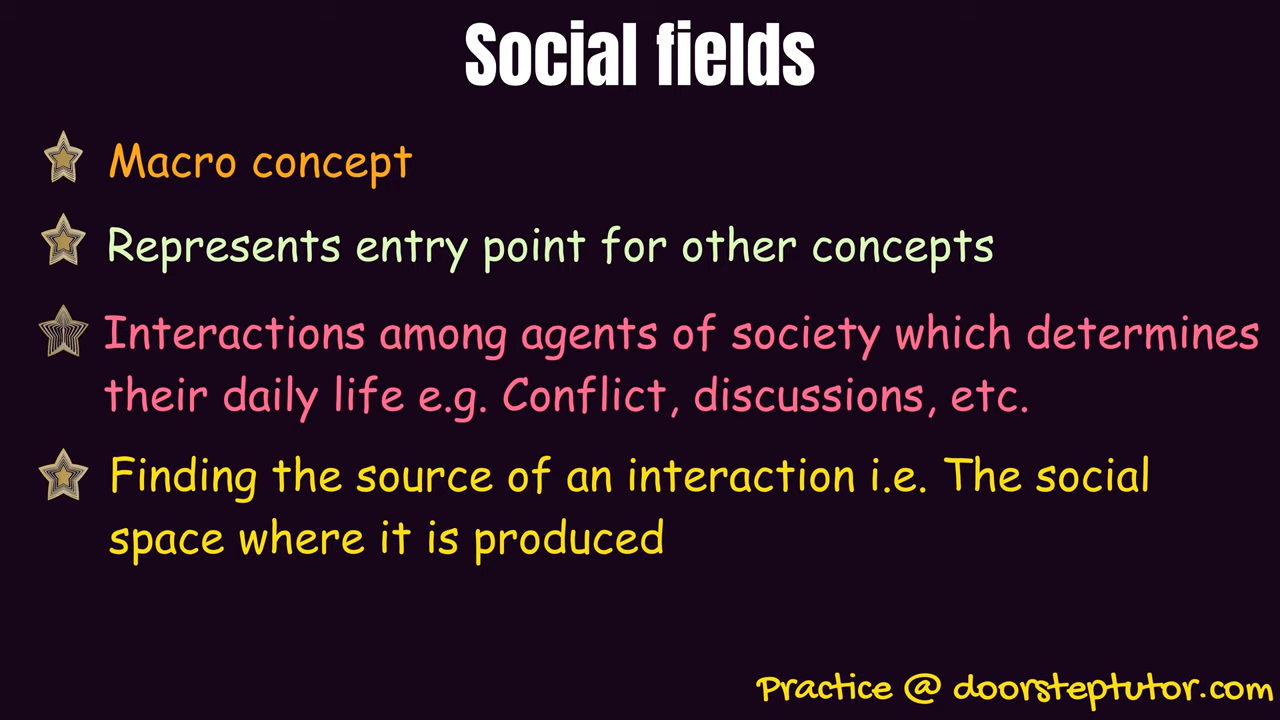 Social fields
Macro concept
Represents entry point for other concepts
Interactions among agents of society which determines
their daily life e.g. Conflict, discussions, etc.
Finding the source of an interaction i.e. The social
space where it is produced
Practice @ doorsteptutor.com